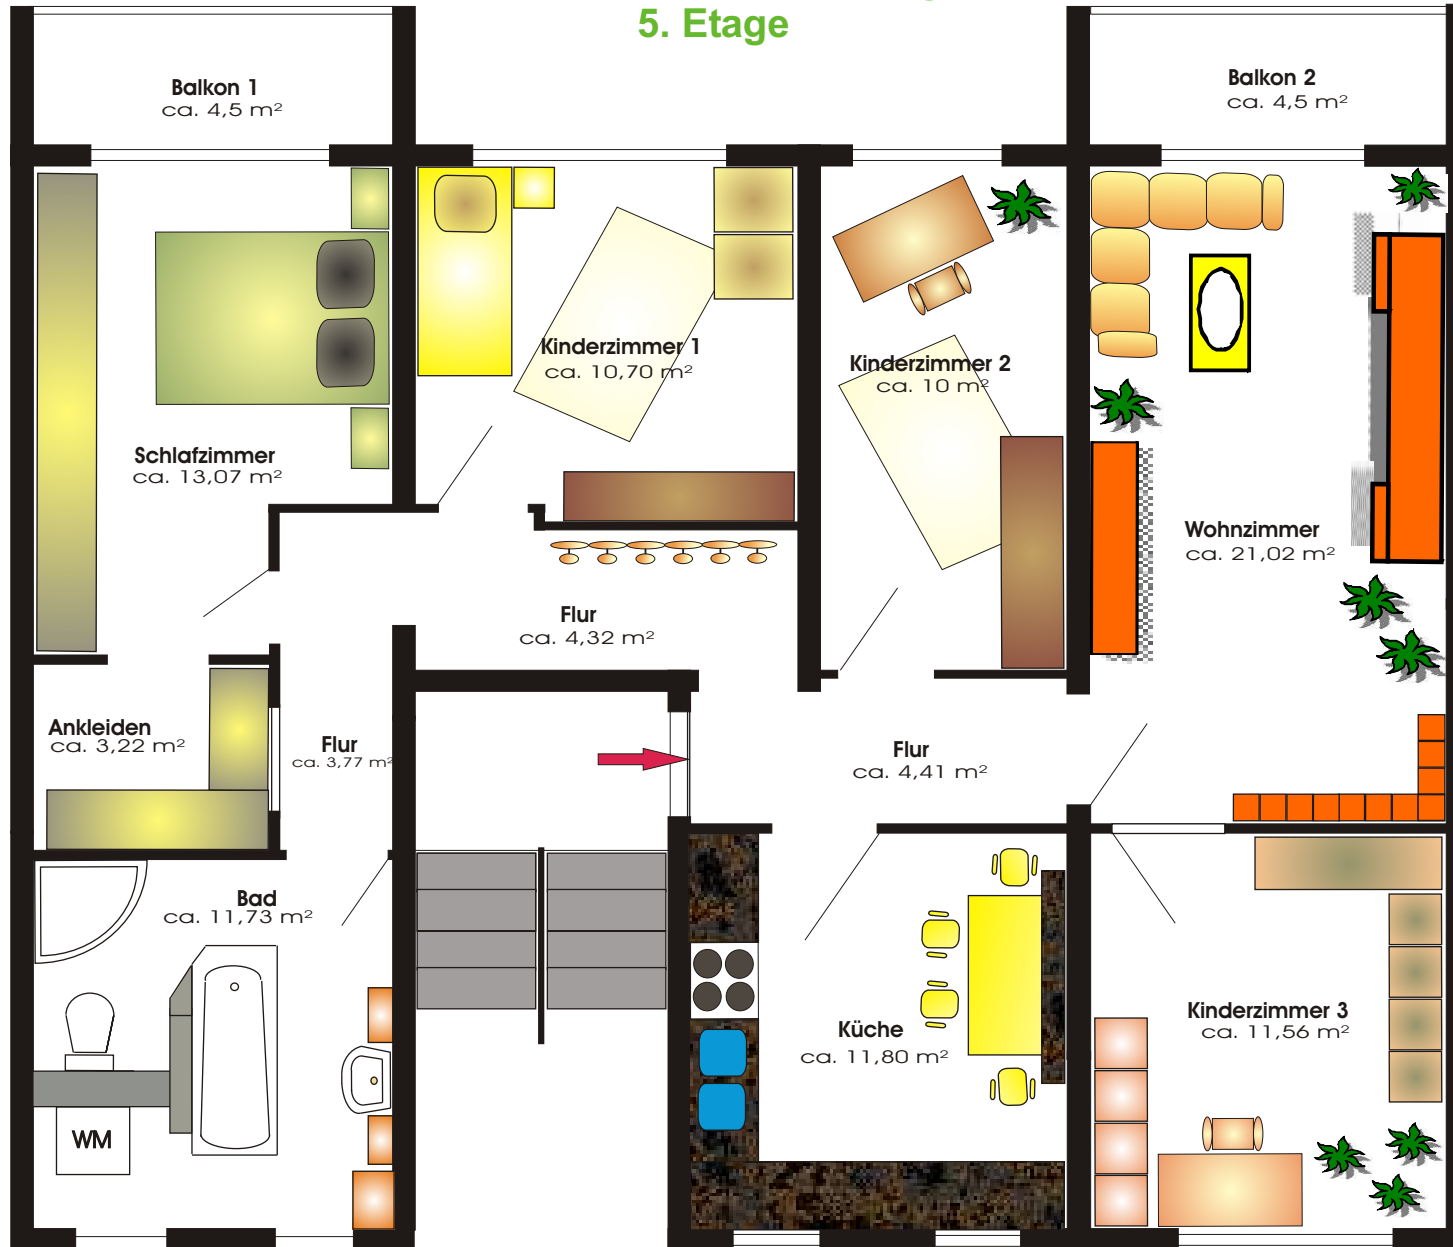 5. Etage
Balkon 1
ca. 4,5 m²
Balkon 2
ca. 4,5 m²
Kinderzimmer 1
ca. 10,70 m²
Kinderzimmer 2
ca. 10 m²
Schlafzimmer
ca. 13,07 m²
Wohnzimmer
ca. 21,02 m²
Flur
ca. 4,32 m²
Ankleiden
ca. 3,22 m²
Flur
ca. 3,77 m²
Flur
ca. 4,41 m²
Bad
ca. 11,73 m²
Küche
ca. 11,80 m²
Kinderzimmer 3
ca. 11,56 m²
WM